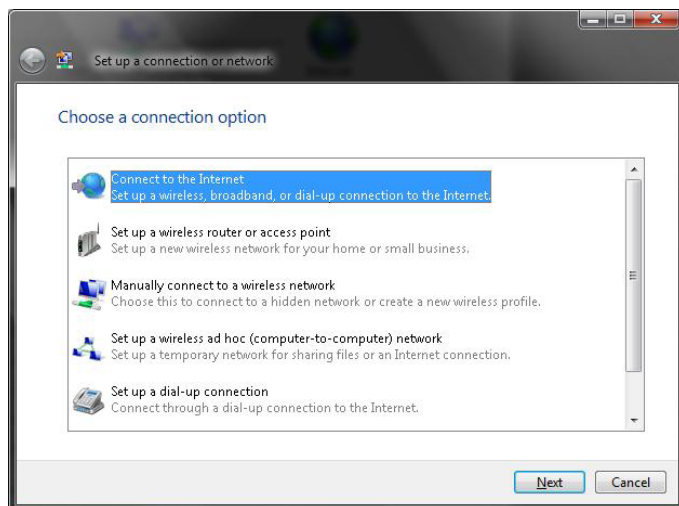 Set up a connection or network
Choose a connection option
Connect to the Internet
Set up a wireless, broadband, or dial-up connection to the Internet.
Set up a wireless router or access point
Set up a new wireless network for your home or small business.
Manually connect to a wireless network
Choose this to connect to a hidden network or create a new wireless profile.
Set up a wireless ad hoc (computer-to-computer) network
Set up a temporary network for sharing files or an Internet connection.
Set up a dial-up connection
Connect through a dial-up connection to the Internet.
Next Cancel